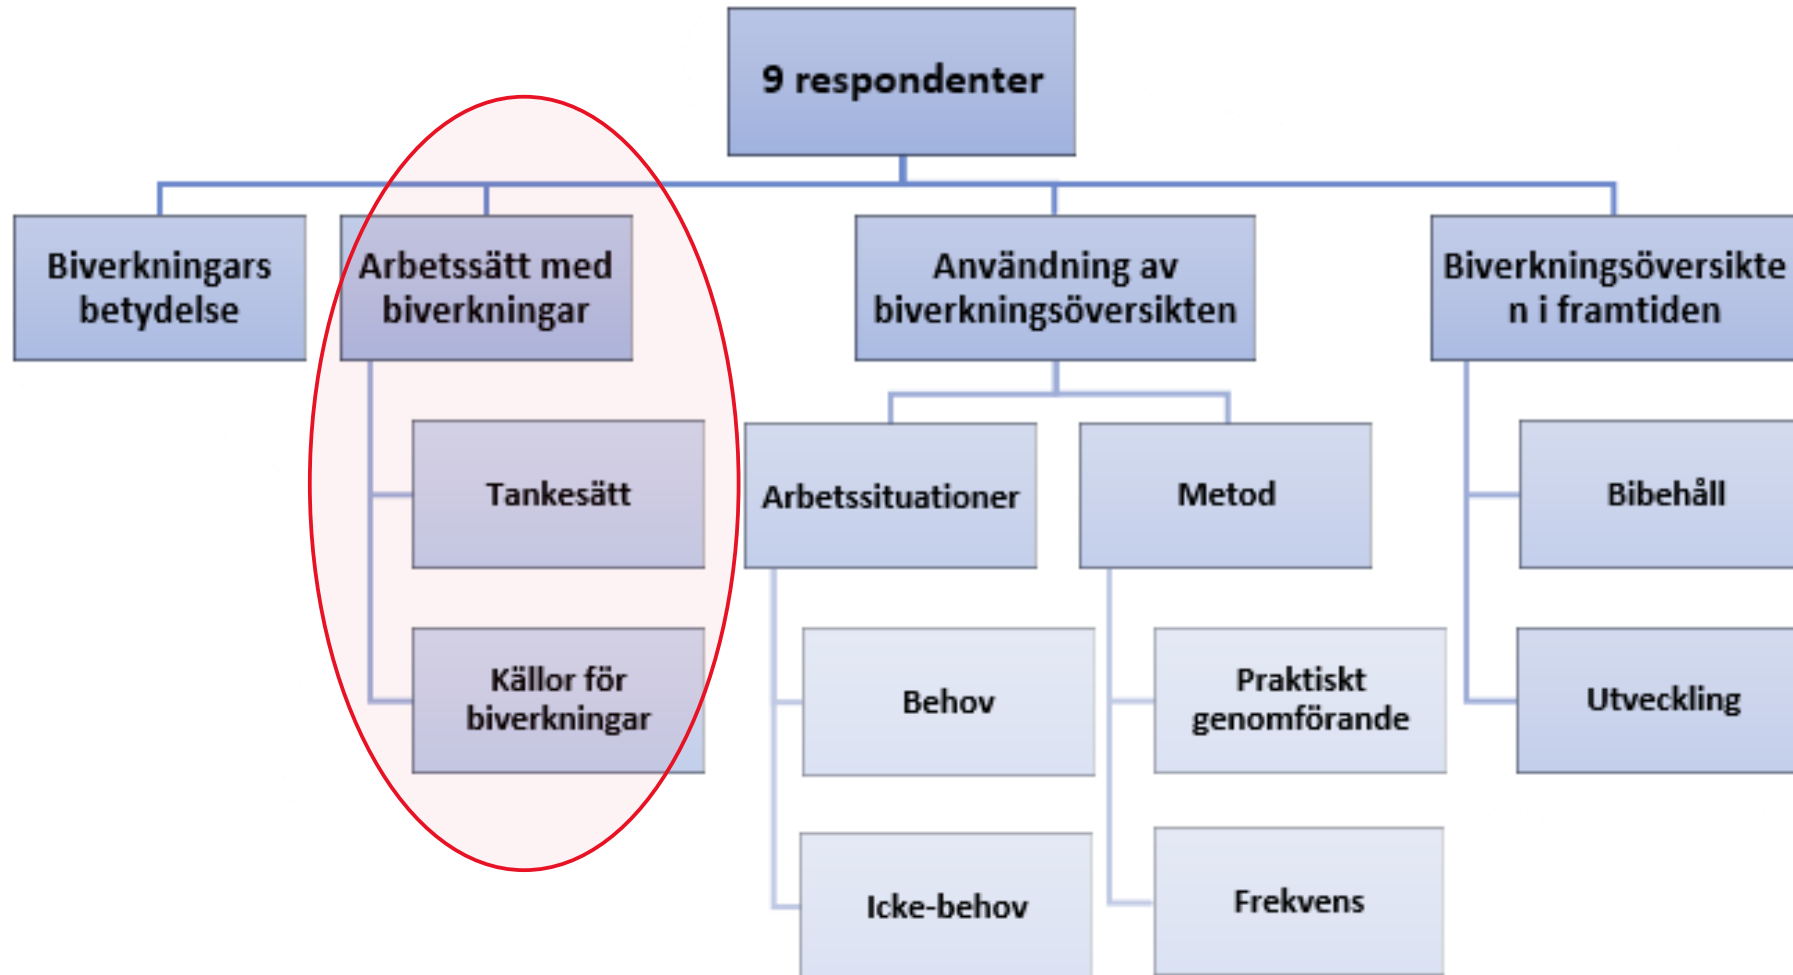 9 respondenter
Biverkningars
betydelse
Arbetssätt med
biverkningar
Användning av
biverkningsöversikten
Biverkningsöversikte
n i framtiden
Tankesätt
Arbetssituationer
Metod
Bibehåll
Källor för
biverkningar
Behov
Praktiskt
genomförande
Utveckling
Icke-behov
Frekvens